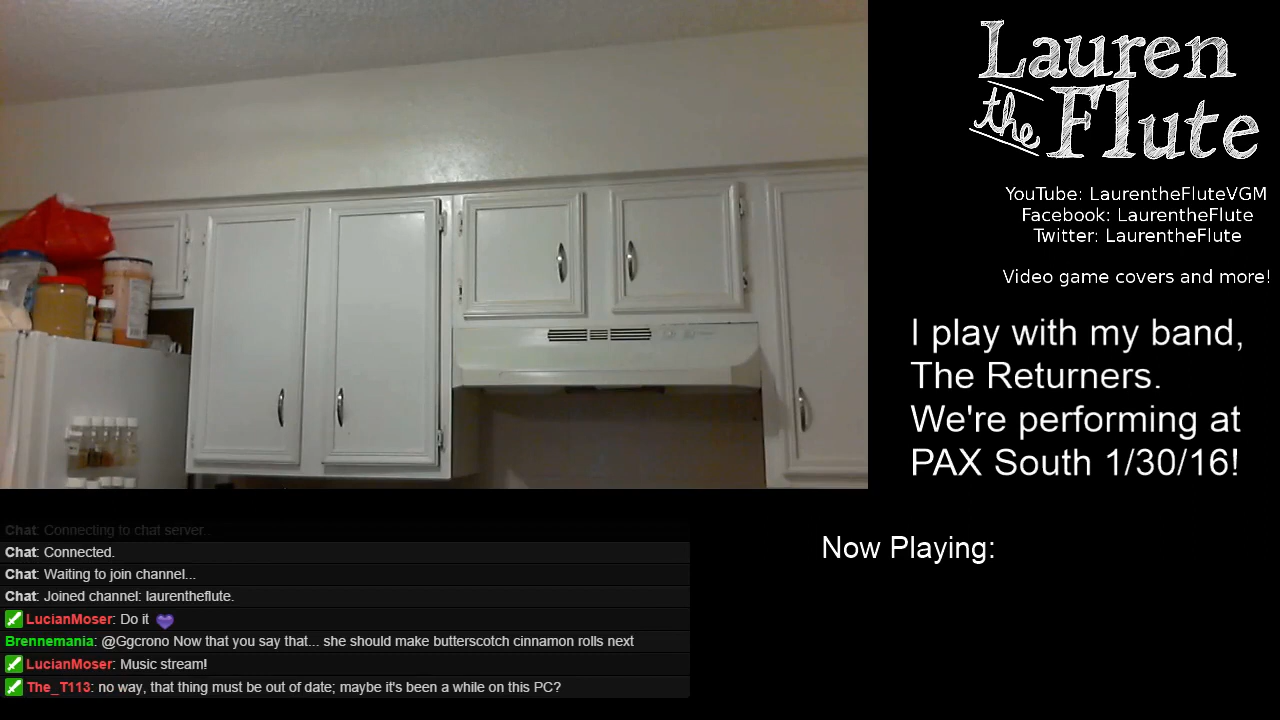 Lauren
the Flute
YouTube: LaurentheFluteVGM
Facebook: LaurentheFlute
Twitter: LaurentheFlute
Video game covers and more!
I play with my band,
The Returners.
We're performing at
PAX South 1/30/16!
Now Playing:
Chat: Connecting to chat server..
Chat: Connected.
Chat: Waiting to join channel...
Chat: Joined channel: laurentheflute.
LucianMoser: Do it
Brennemania: @Ggcrono Now that you say that... she should make butterscotch cinnamon rolls next
LucianMoser: Music stream!
The_T113: no way, that thing must be out of date; maybe it's been a while on this PC?